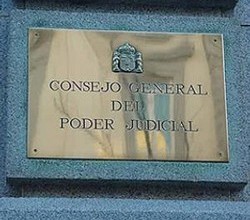 CONSEJO GENERAL
DEL
PODER JUDICIAL